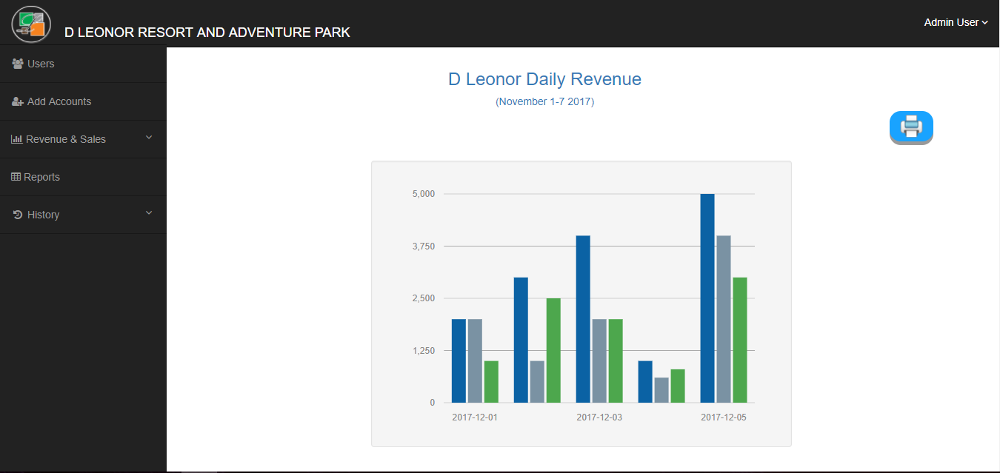 D LEONOR RESORT AND ADVENTURE PARK
Admin User
Users
Add Accounts
Revenue & Sales
Reports
History
D Leonor Daily Revenue
(November 1-7 2017)
5,000
3,750
2,500
1,250
0
2017-12-01 2017-12-03 2017-12-05